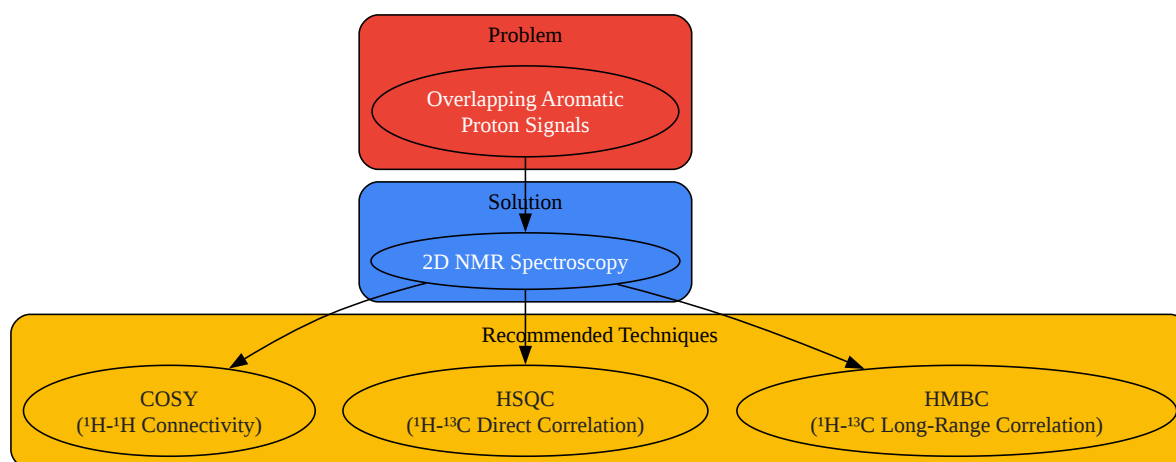 Problem
Overlapping Aromatic
Proton Signals
Solution
2D NMR Spectroscopy
Recommended Techniques
COSY
(¹H-¹H Connectivity)
HSQC
(¹H-¹³C Direct Correlation)
HMBC
(¹H-¹³C Long-Range Correlation)